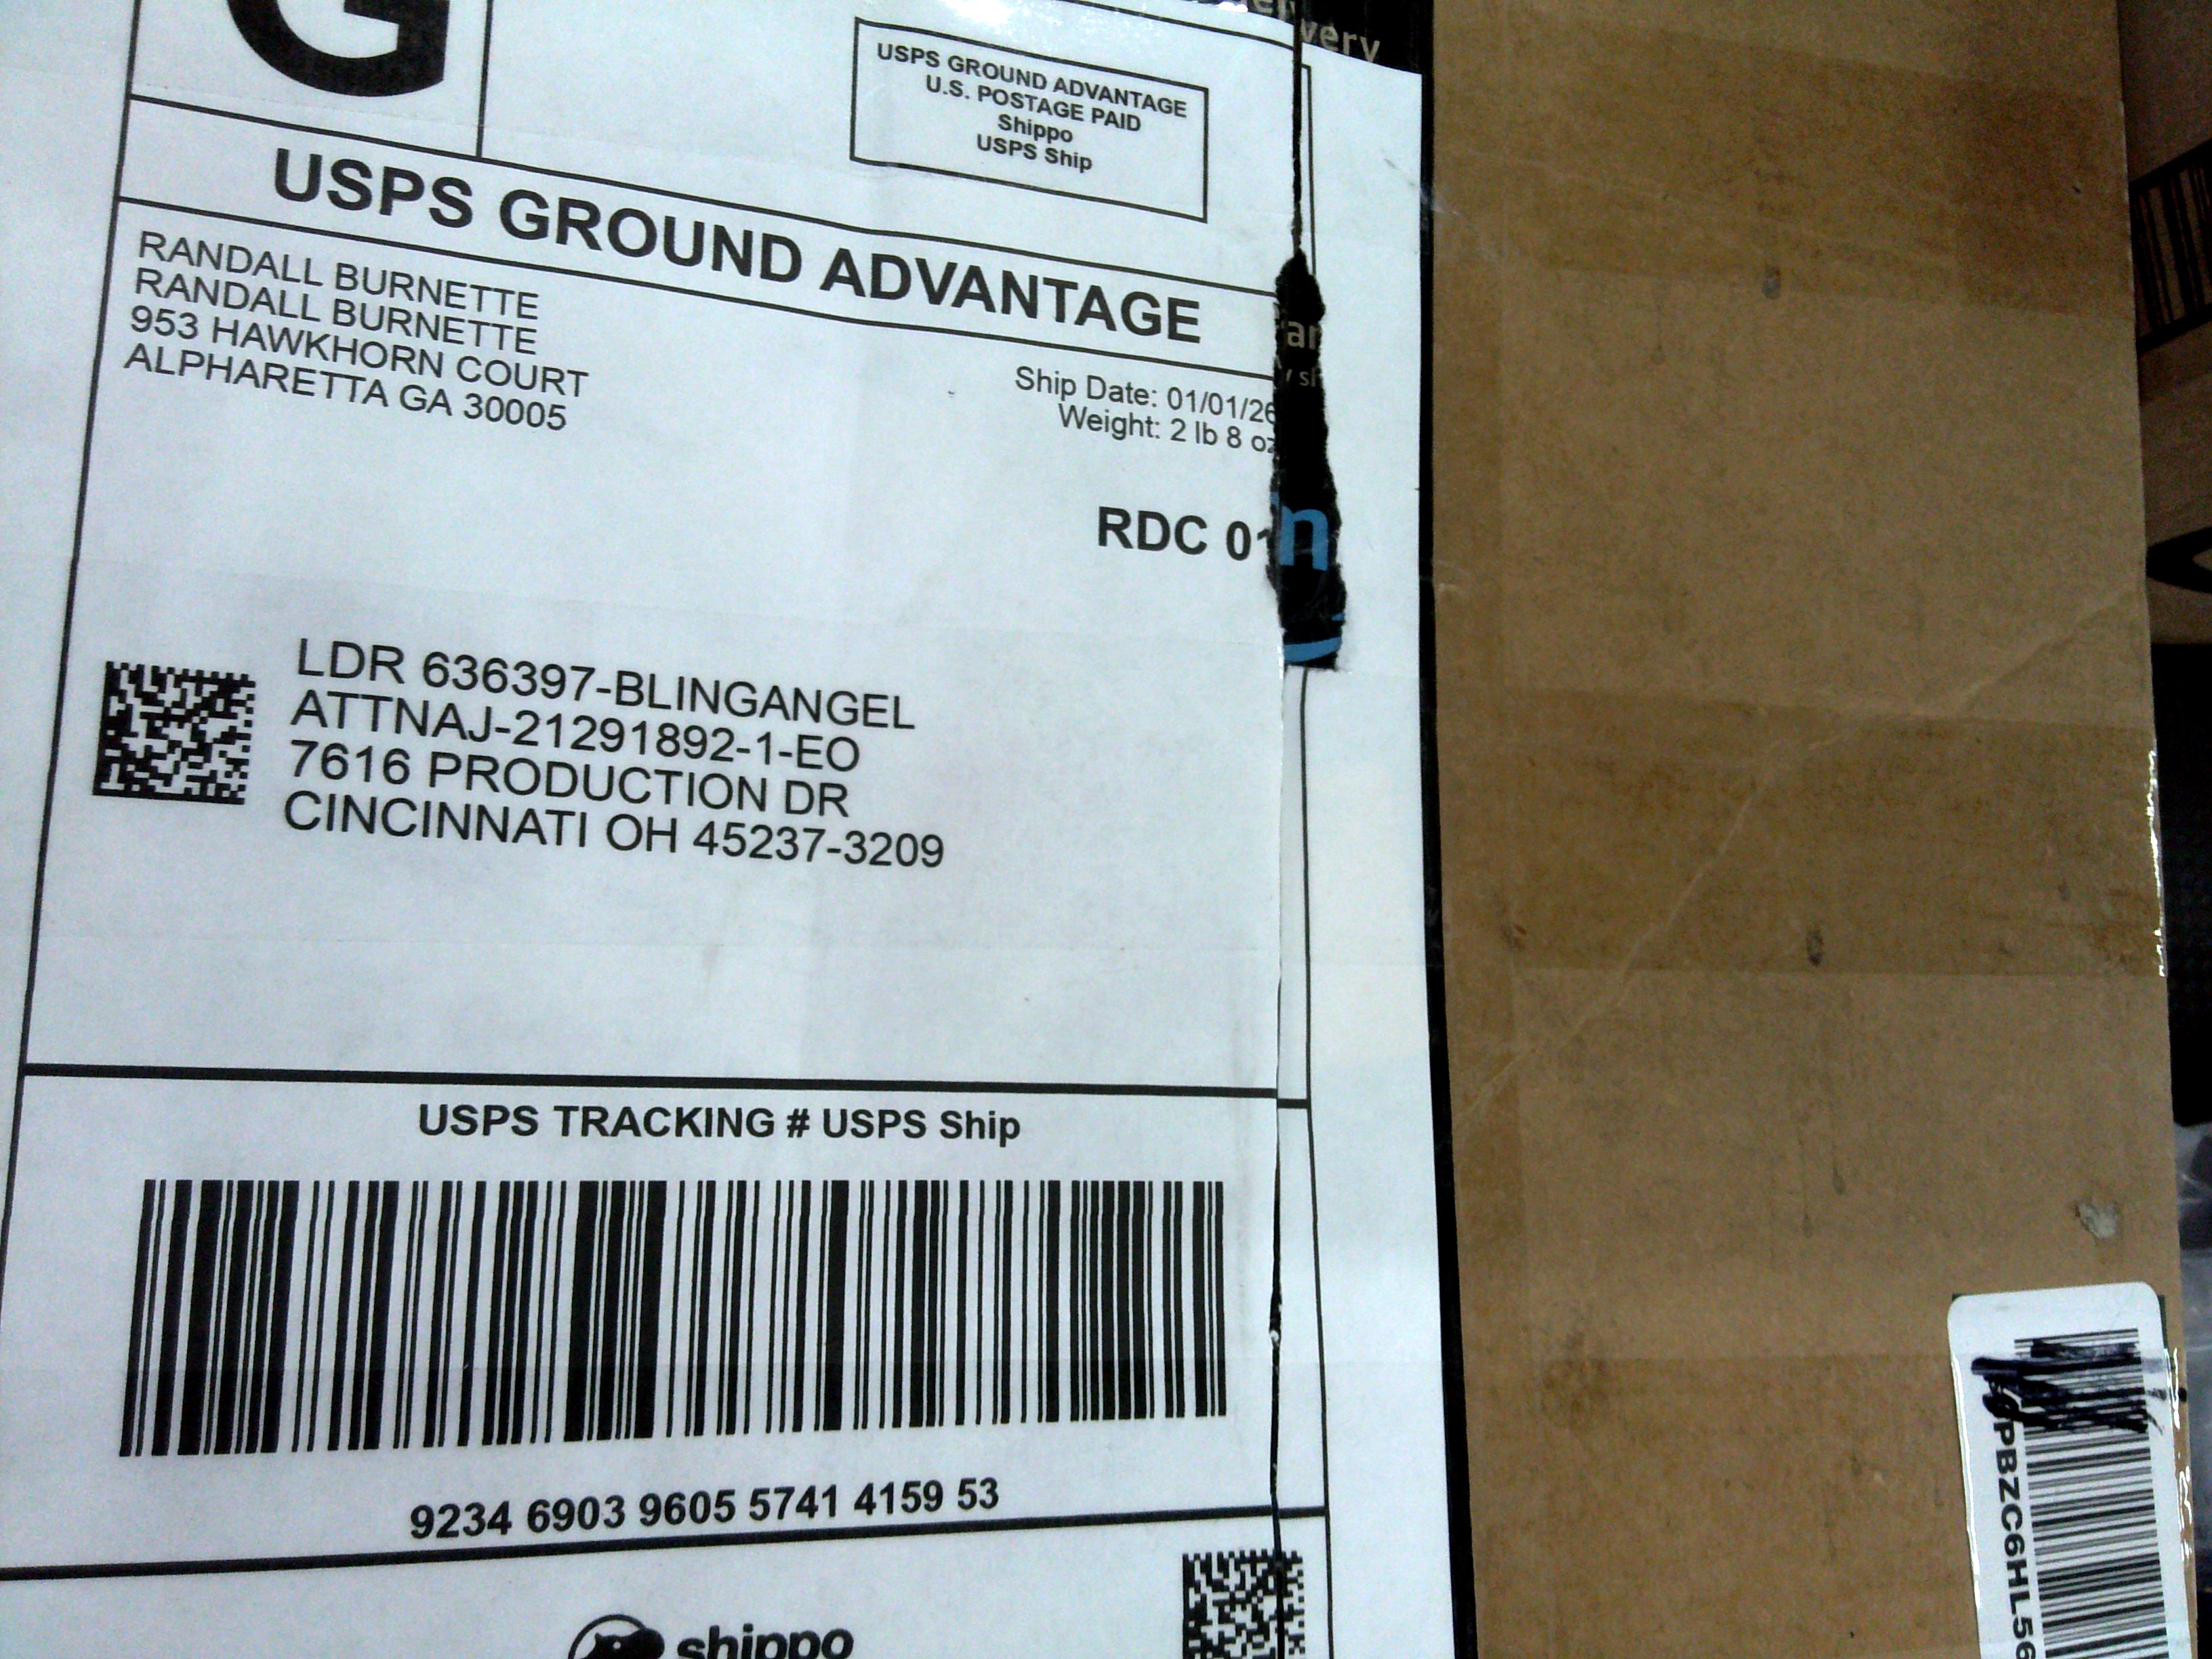 G
very
USPS GROUND ADVANTAGE
U.S. POSTAGE PAID
Shippo
USPS Ship
USPS GROUND ADVANTAGE
RANDALL BURNETTE
RANDALL BURNETTE
953 HAWKHORN COURT
ALPHARETTA GA 30005
Ship Date: 01/01/26
Weight: 2 lb 8 oz
RDC 01
n
LDR 636397-BLINGANGEL
ATTNAJ-21291892-1-EO
7616 PRODUCTION DR
CINCINNATI OH 45237-3209
USPS TRACKING # USPS Ship
9234 6903 9605 5741 4159 53
shippo
PBZC6HL56